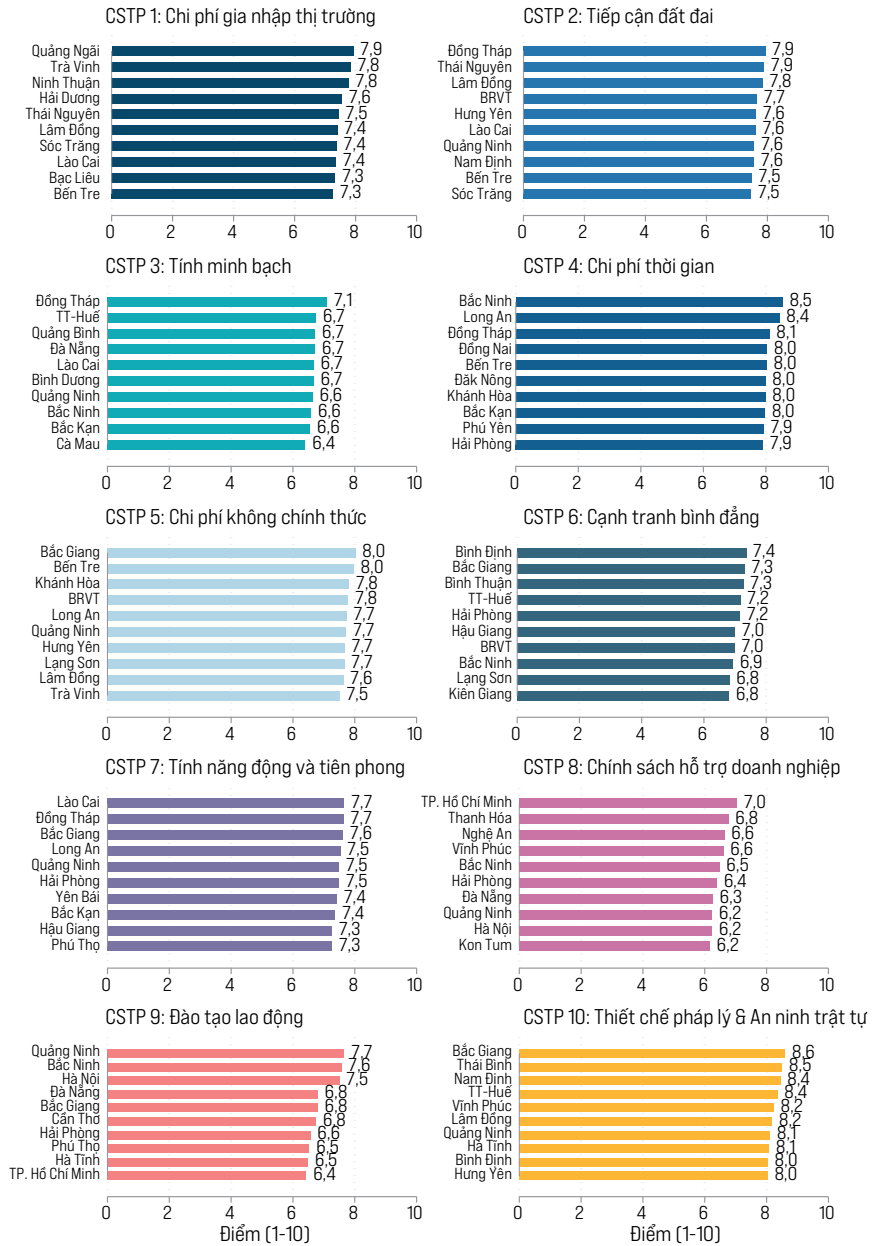 CSTP 1: Chi phí gia nhập thị trường
Quảng Ngãi 7,9
Trà Vinh 7,8
Ninh Thuận 7,8
Hải Dương 7,6
Thái Nguyên 7,5
Lâm Đồng 7,4
Sóc Trăng 7,4
Lào Cai 7,4
Bạc Liêu 7,3
Bến Tre 7,3
0 2 4 6 8 10
CSTP 2: Tiếp cận đất đai
Đồng Tháp 7,9
Thái Nguyên 7,9
Lâm Đồng 7,8
BRVT 7,7
Hưng Yên 7,6
Lào Cai 7,6
Quảng Ninh 7,6
Nam Định 7,6
Bến Tre 7,5
Sóc Trăng 7,5
0 2 4 6 8 10
CSTP 3: Tính minh bạch
Đồng Tháp 7,1
TT-Huế 6,7
Quảng Bình 6,7
Đà Nẵng 6,7
Lào Cai 6,7
Bình Dương 6,7
Quảng Ninh 6,6
Bắc Ninh 6,6
Bắc Kạn 6,6
Cà Mau 6,4
0 2 4 6 8 10
CSTP 4: Chi phí thời gian
Bắc Ninh 8,5
Long An 8,4
Đồng Tháp 8,1
Đồng Nai 8,0
Bến Tre 8,0
Đăk Nông 8,0
Khánh Hòa 8,0
Bắc Kạn 8,0
Phú Yên 7,9
Hải Phòng 7,9
0 2 4 6 8 10
CSTP 5: Chi phí không chính thức
Bắc Giang 8,0
Bến Tre 8,0
Khánh Hòa 7,8
BRVT 7,8
Long An 7,7
Quảng Ninh 7,7
Hưng Yên 7,7
Lạng Sơn 7,7
Lâm Đồng 7,6
Trà Vinh 7,5
0 2 4 6 8 10
CSTP 6: Cạnh tranh bình đẳng
Bình Định 7,4
Bắc Giang 7,3
Bình Thuận 7,3
TT-Huế 7,2
Hải Phòng 7,2
Hậu Giang 7,0
BRVT 7,0
Bắc Ninh 6,9
Lạng Sơn 6,8
Kiên Giang 6,8
0 2 4 6 8 10
CSTP 7: Tính năng động và tiên phong
Lào Cai 7,7
Đồng Tháp 7,7
Bắc Giang 7,6
Long An 7,5
Quảng Ninh 7,5
Hải Phòng 7,5
Yên Bái 7,4
Bắc Kạn 7,4
Hậu Giang 7,3
Phú Thọ 7,3
0 2 4 6 8 10
CSTP 8: Chính sách hỗ trợ doanh nghiệp
TP. Hồ Chí Minh 7,0
Thanh Hóa 6,8
Nghệ An 6,6
Vĩnh Phúc 6,6
Bắc Ninh 6,5
Hải Phòng 6,4
Đà Nẵng 6,3
Quảng Ninh 6,2
Hà Nội 6,2
Kon Tum 6,2
0 2 4 6 8 10
CSTP 9: Đào tạo lao động
Quảng Ninh 7,7
Bắc Ninh 7,6
Hà Nội 7,5
Đà Nẵng 6,8
Bắc Giang 6,8
Cần Thơ 6,8
Hải Phòng 6,6
Phú Thọ 6,5
Hà Tĩnh 6,5
TP. Hồ Chí Minh 6,4
0 2 4 6 8 10
Điểm (1-10)
CSTP 10: Thiết chế pháp lý & An ninh trật tự
Bắc Giang 8,6
Thái Bình 8,5
Nam Định 8,4
TT-Huế 8,4
Vĩnh Phúc 8,2
Lâm Đồng 8,2
Quảng Ninh 8,1
Hà Tĩnh 8,1
Bình Định 8,0
Hưng Yên 8,0
0 2 4 6 8 10
Điểm (1-10)